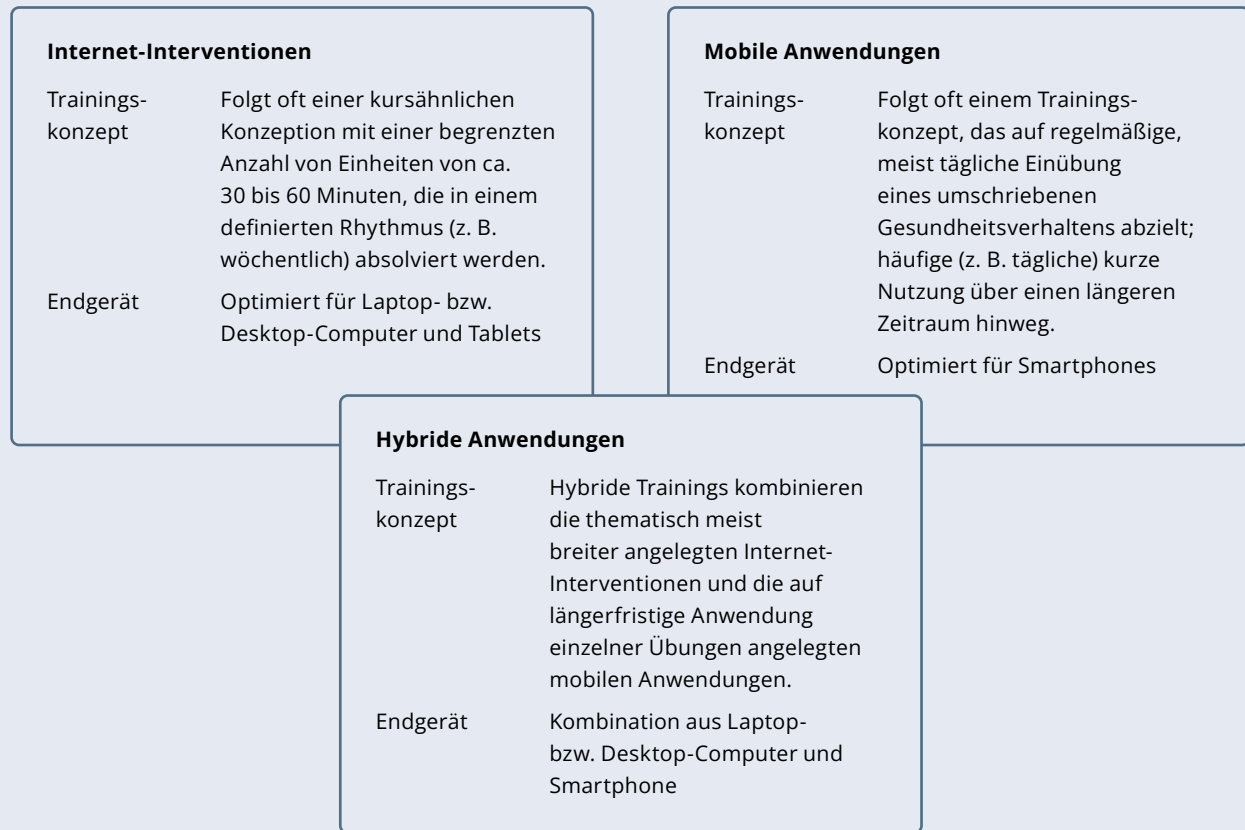 Internet-Interventionen
Trainings-
konzept
Folgt oft einer kursähnlichen
Konzeption mit einer begrenzten
Anzahl von Einheiten von ca.
30 bis 60 Minuten, die in einem
definierten Rhythmus (z. B.
wöchentlich) absolviert werden.
Endgerät
Optimiert für Laptop- bzw.
Desktop-Computer und Tablets
Mobile Anwendungen
Trainings-
konzept
Folgt oft einem Trainings-
konzept, das auf regelmäßige,
meist tägliche Einübung
eines umschriebenen
Gesundheitsverhaltens abzielt;
häufige (z. B. tägliche) kurze
Nutzung über einen längeren
Zeitraum hinweg.
Endgerät
Optimiert für Smartphones
Hybride Anwendungen
Trainings-
konzept
Hybride Trainings kombinieren
die thematisch meist
breiter angelegten Internet-
Interventionen und die auf
längerfristige Anwendung
einzelner Übungen angelegten
mobilen Anwendungen.
Endgerät
Kombination aus Laptop-
bzw. Desktop-Computer und
Smartphone